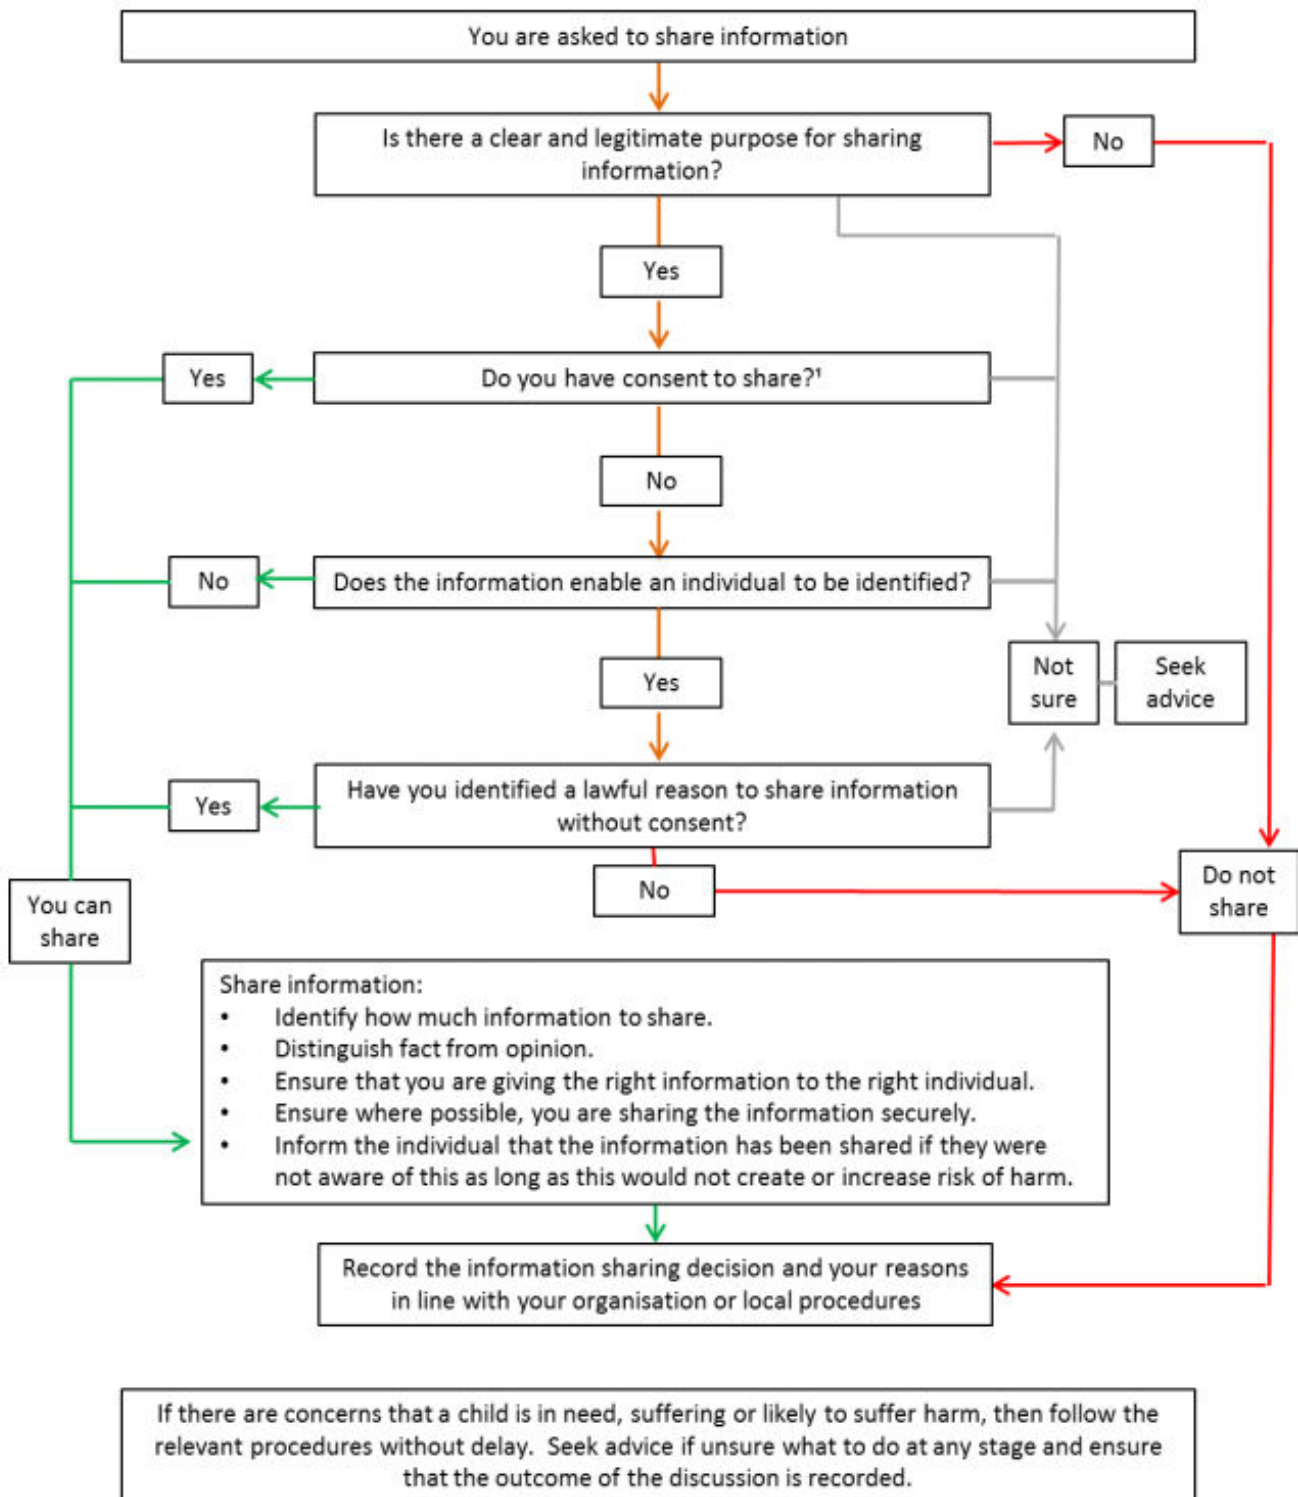 You are asked to share information
Is there a clear and legitimate purpose for sharing
information?
No
Yes
Yes
Do you have consent to share?¹
No
No
Does the information enable an individual to be identified?
Yes
Not
sure
Seek
advice
Yes
Have you identified a lawful reason to share information
without consent?
No
You can
share
Do not
share
Share information:
• Identify how much information to share.
• Distinguish fact from opinion.
• Ensure that you are giving the right information to the right individual.
• Ensure where possible, you are sharing the information securely.
• Inform the individual that the information has been shared if they were
not aware of this as long as this would not create or increase risk of harm.
Record the information sharing decision and your reasons
in line with your organisation or local procedures
If there are concerns that a child is in need, suffering or likely to suffer harm, then follow the
relevant procedures without delay. Seek advice if unsure what to do at any stage and ensure
that the outcome of the discussion is recorded.